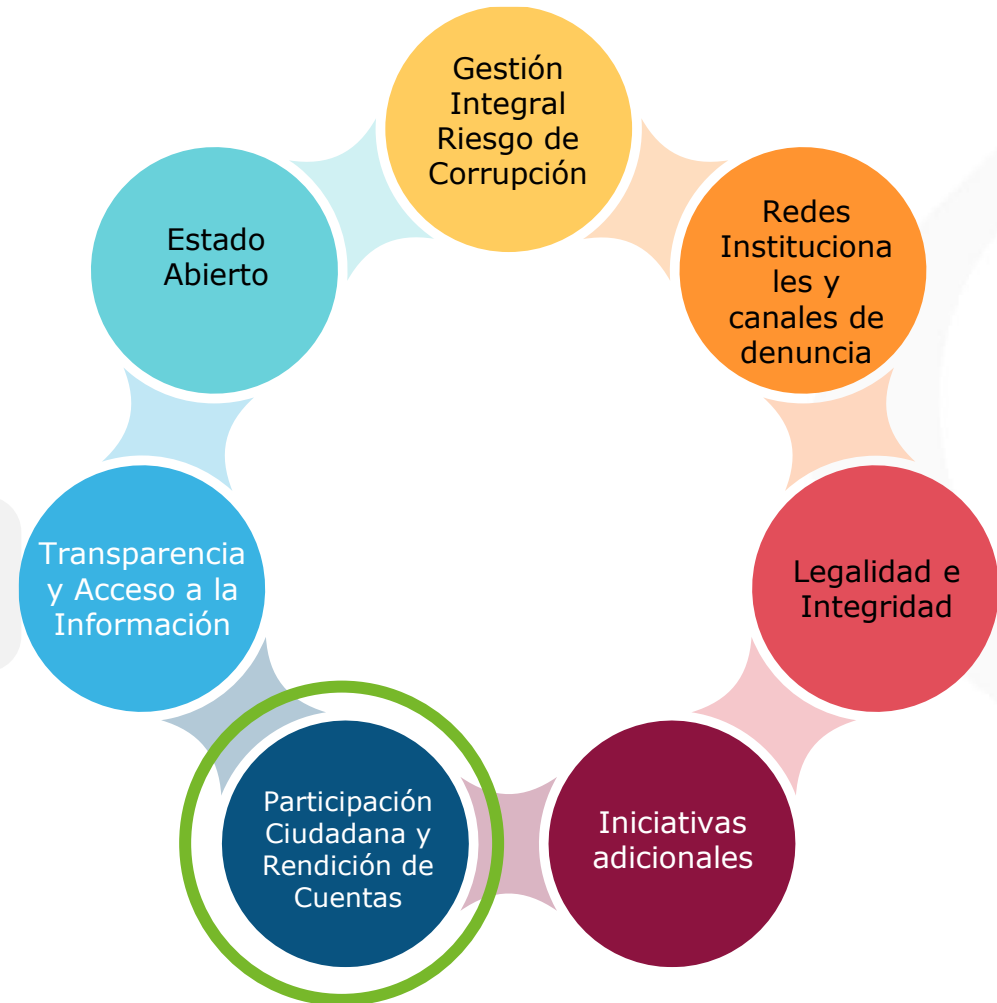 Gestión
Integral
Riesgo de
Corrupción
Redes
Instituciona
les y
canales de
denuncia
Legalidad e
Integridad
Iniciativas
adicionales
Participación
Ciudadana y
Rendición de
Cuentas
Transparencia
y Acceso a la
Información
Estado
Abierto